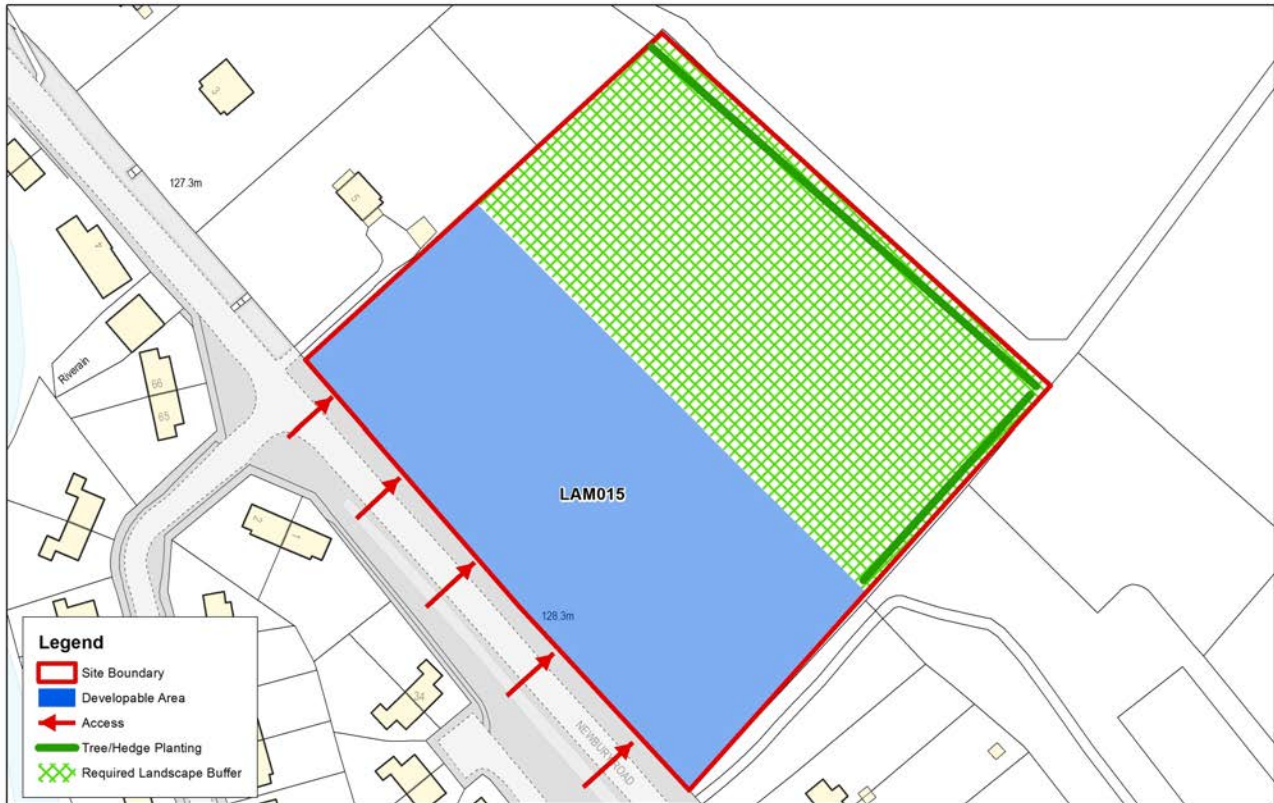 3
127.3m
5
4
Riverain
66
65
LAM015
2
1
128.3m
34
NEWBURY ROAD
Legend
Site Boundary
Developable Area
Access
Tree/Hedge Planting
Required Landscape Buffer